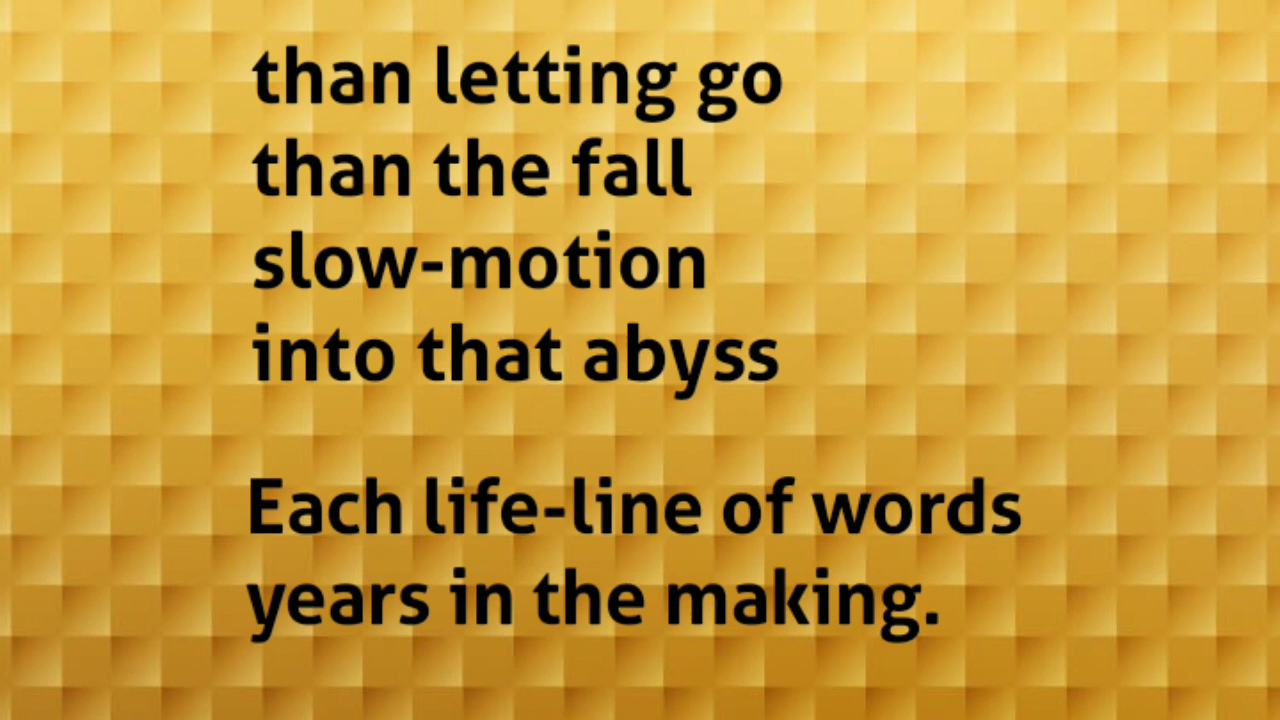 than letting go
than the fall
slow-motion
into that abyss
Each life-line of words
years in the making.